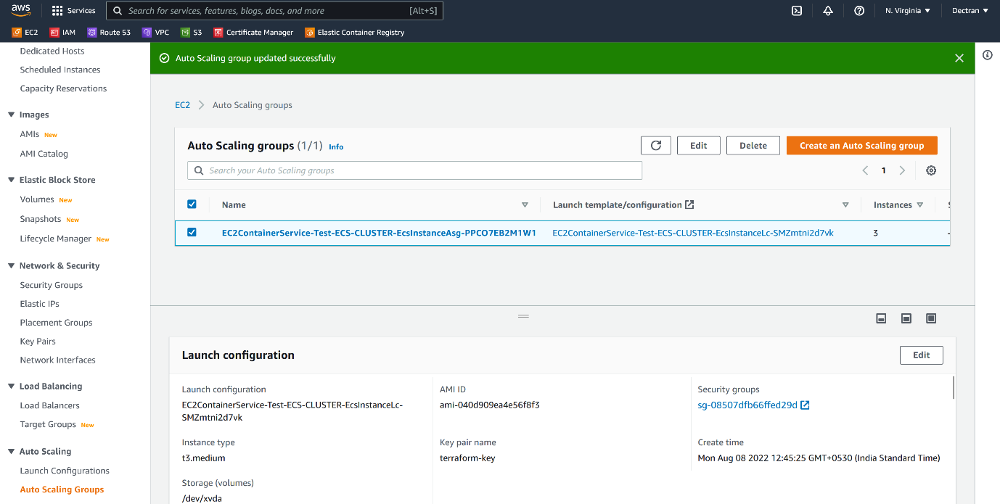 aws
Services
Search for services, features, blogs, docs, and more
[Alt+S]
N. Virginia
Dectran
EC2
IAM
Route 53
VPC
S3
Certificate Manager
Elastic Container Registry
Dedicated Hosts
Scheduled Instances
Capacity Reservations
Images
AMIs New
AMI Catalog
Elastic Block Store
Volumes New
Snapshots New
Lifecycle Manager New
Network & Security
Security Groups
Elastic IPs
Placement Groups
Key Pairs
Network Interfaces
Load Balancing
Load Balancers
Target Groups New
Auto Scaling
Launch Configurations
Auto Scaling Groups
Auto Scaling group updated successfully
EC2
Auto Scaling groups
Auto Scaling groups (1/1) Info
Edit
Delete
Create an Auto Scaling group
Search your Auto Scaling groups
1
Name
Launch template/configuration
Instances
EC2ContainerService-Test-ECS-CLUSTER-EcsInstanceAsg-PPCO7EB2M1W1
EC2ContainerService-Test-ECS-CLUSTER-EcsInstanceLc-SMZmtni2d7vk
3
Launch configuration
Edit
Launch configuration
EC2ContainerService-Test-ECS-CLUSTER-EcsInstanceLc-
SMZmtni2d7vk
AMI ID
ami-040d909ea4e56f8f3
Security groups
sg-08507dfb66ffed29d
Instance type
t3.medium
Key pair name
terraform-key
Create time
Mon Aug 08 2022 12:45:25 GMT+0530 (India Standard Time)
Storage (volumes)
/dev/xvda